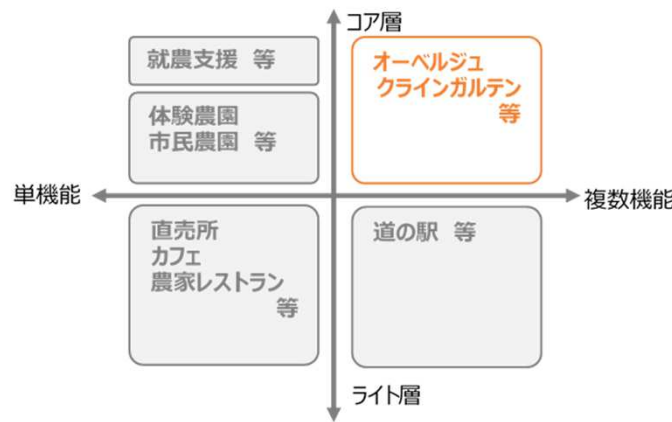 コア層
就農支援 等
オーベルジュ
クラインガルテン
等
体験農園
市民農園 等
単機能
複数機能
直売所
カフェ
農家レストラン
等
道の駅 等
ライト層